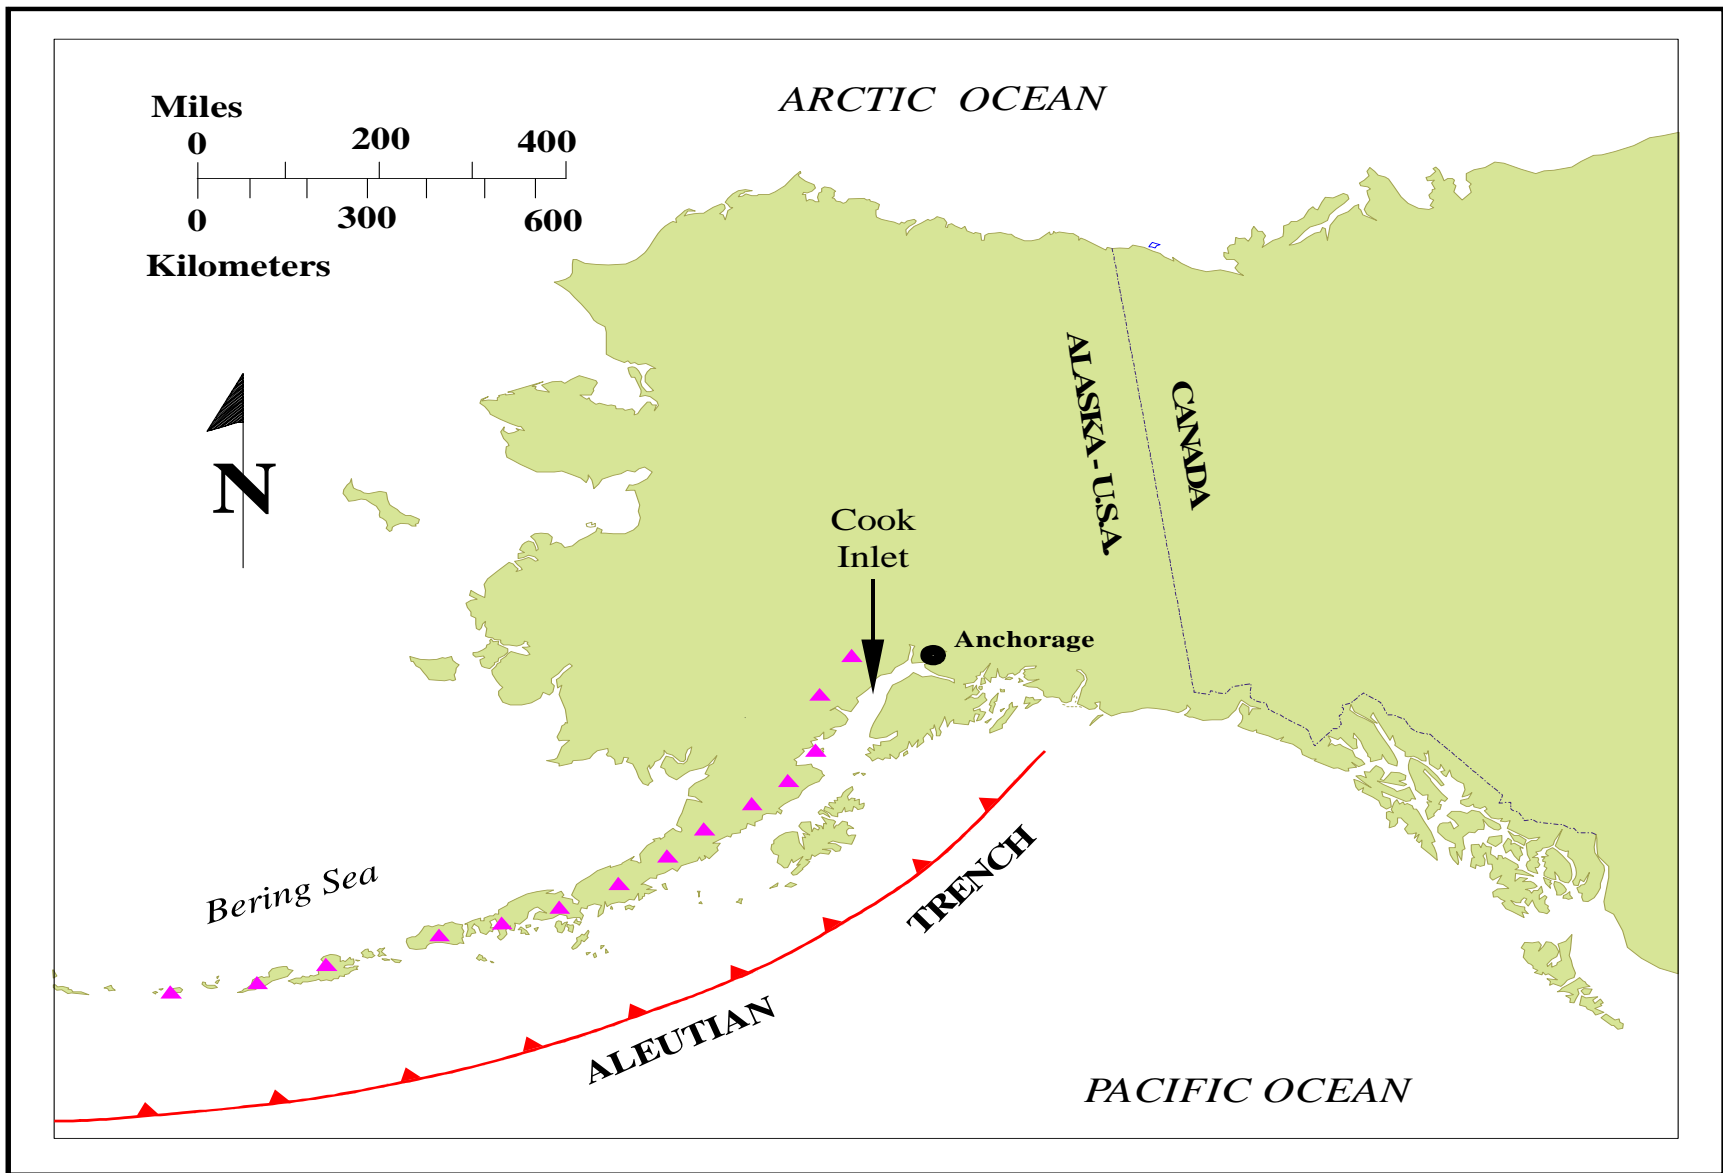 ARCTIC OCEAN
Miles
0 200 400
0 300 600
Kilometers
N
ALASKA - U.S.A.
CANADA
Cook
Inlet
Anchorage
Bering Sea
ALEUTIAN TRENCH
PACIFIC OCEAN